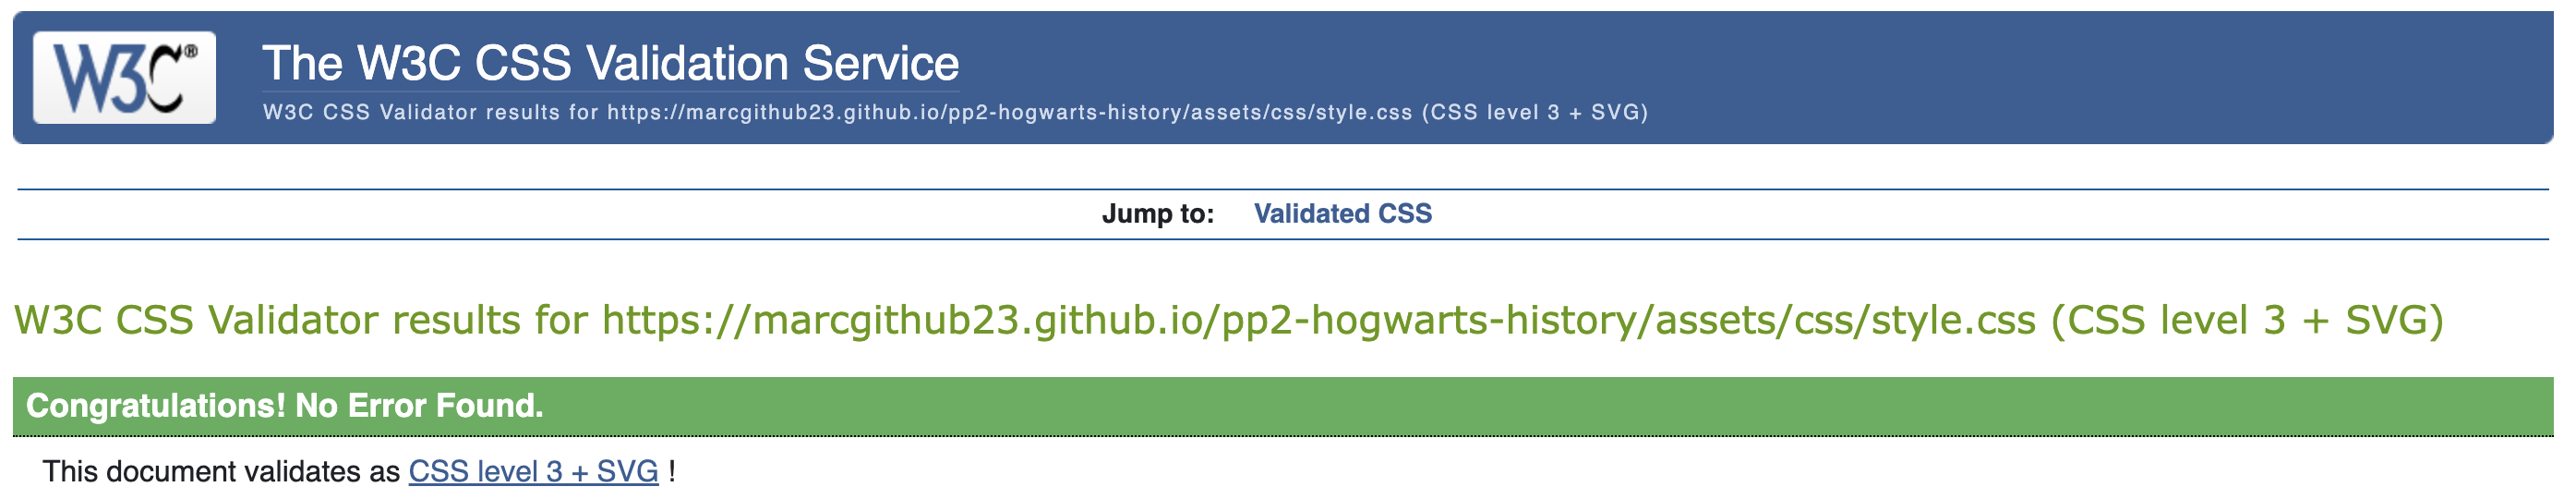 W3C®
The W3C CSS Validation Service
W3C CSS Validator results for https://marcgithub23.github.io/pp2-hogwarts-history/assets/css/style.css (CSS level 3 + SVG)
Jump to: Validated CSS
W3C CSS Validator results for https://marcgithub23.github.io/pp2-hogwarts-history/assets/css/style.css (CSS level 3 + SVG)
Congratulations! No Error Found.
This document validates as CSS level 3 + SVG !